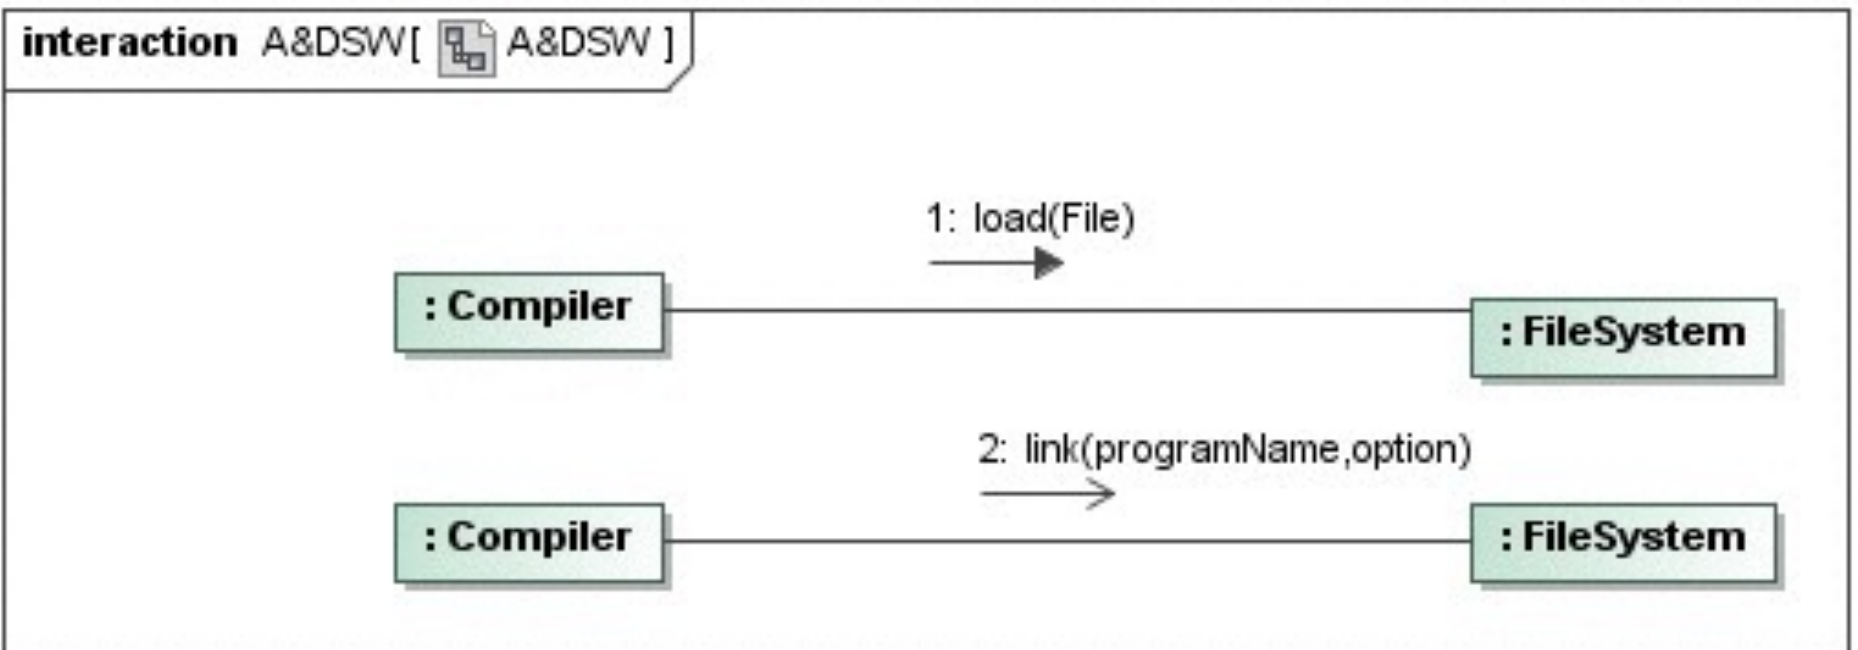 interaction A&DSW[ A&DSW ]
1: load(File)
: Compiler
: FileSystem
2: link(programName,option)
: Compiler
: FileSystem